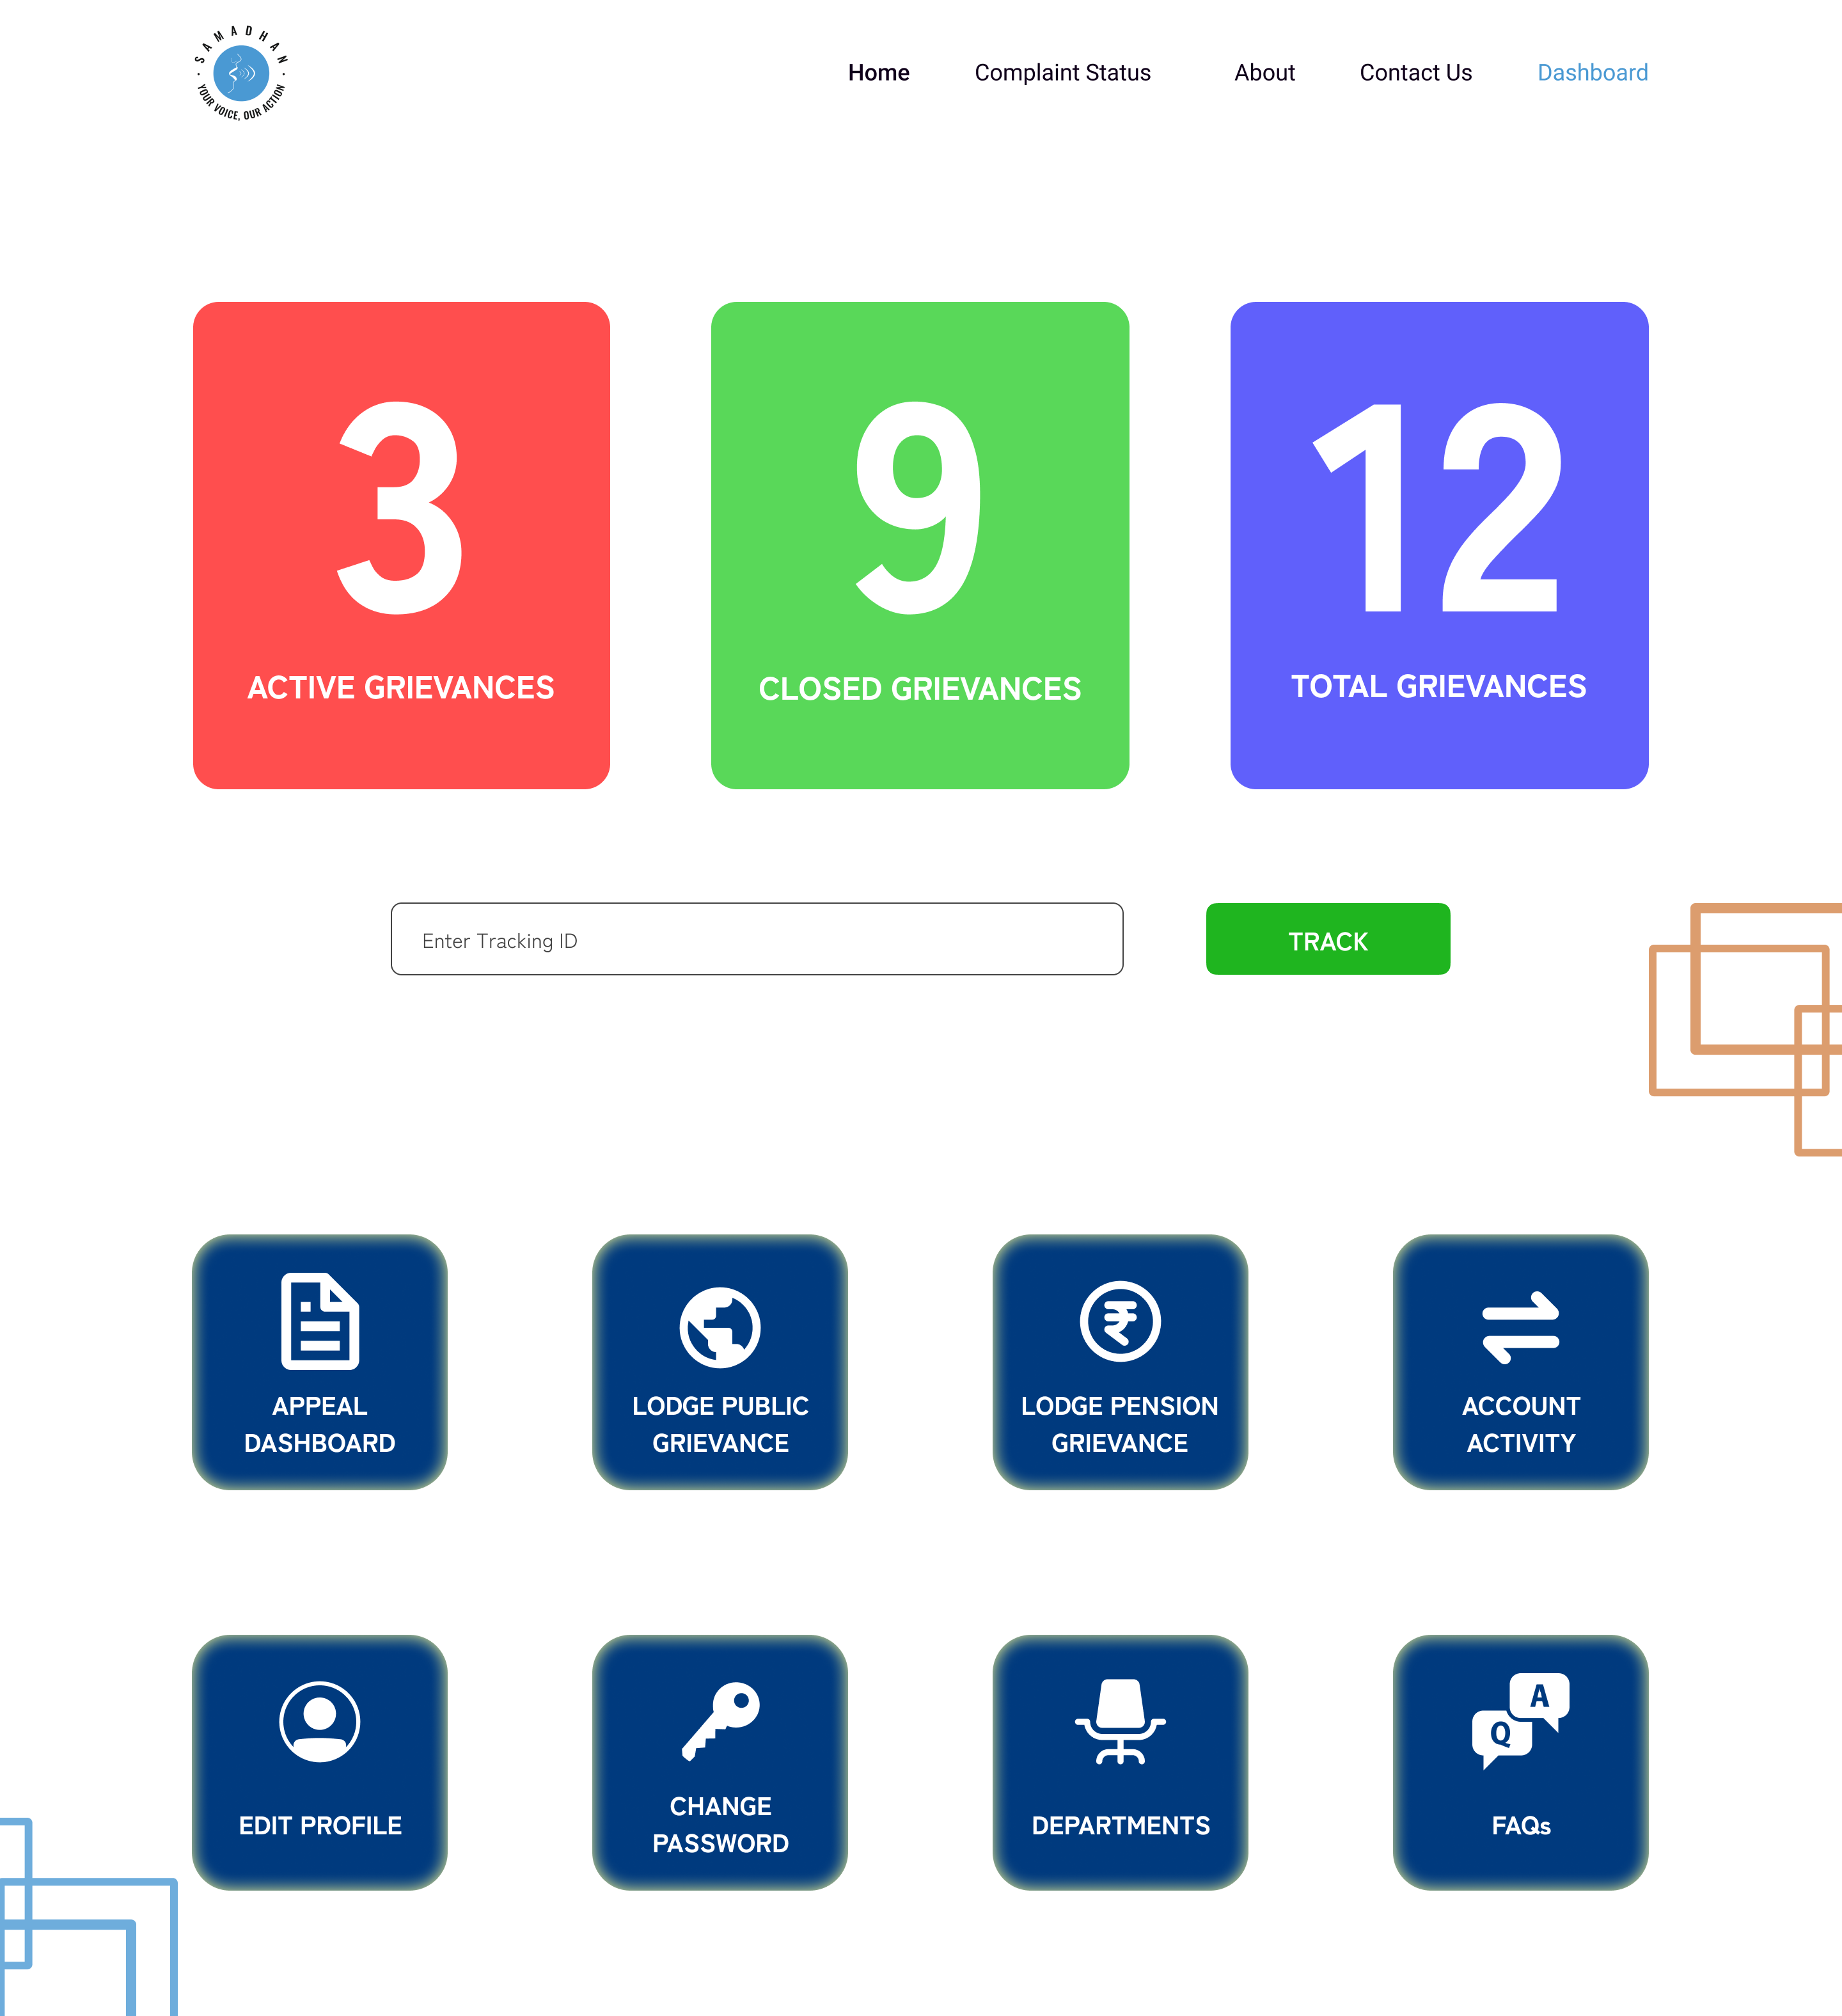 SAMADHAN
YOUR VOICE, OUR ACTION
Home
Complaint Status
About
Contact Us
Dashboard
3
ACTIVE GRIEVANCES
9
CLOSED GRIEVANCES
12
TOTAL GRIEVANCES
Enter Tracking ID
TRACK
₹
APPEAL
DASHBOARD
LODGE PUBLIC
GRIEVANCE
LODGE PENSION
GRIEVANCE
ACCOUNT
ACTIVITY
A
Q
EDIT PROFILE
CHANGE
PASSWORD
DEPARTMENTS
FAQs